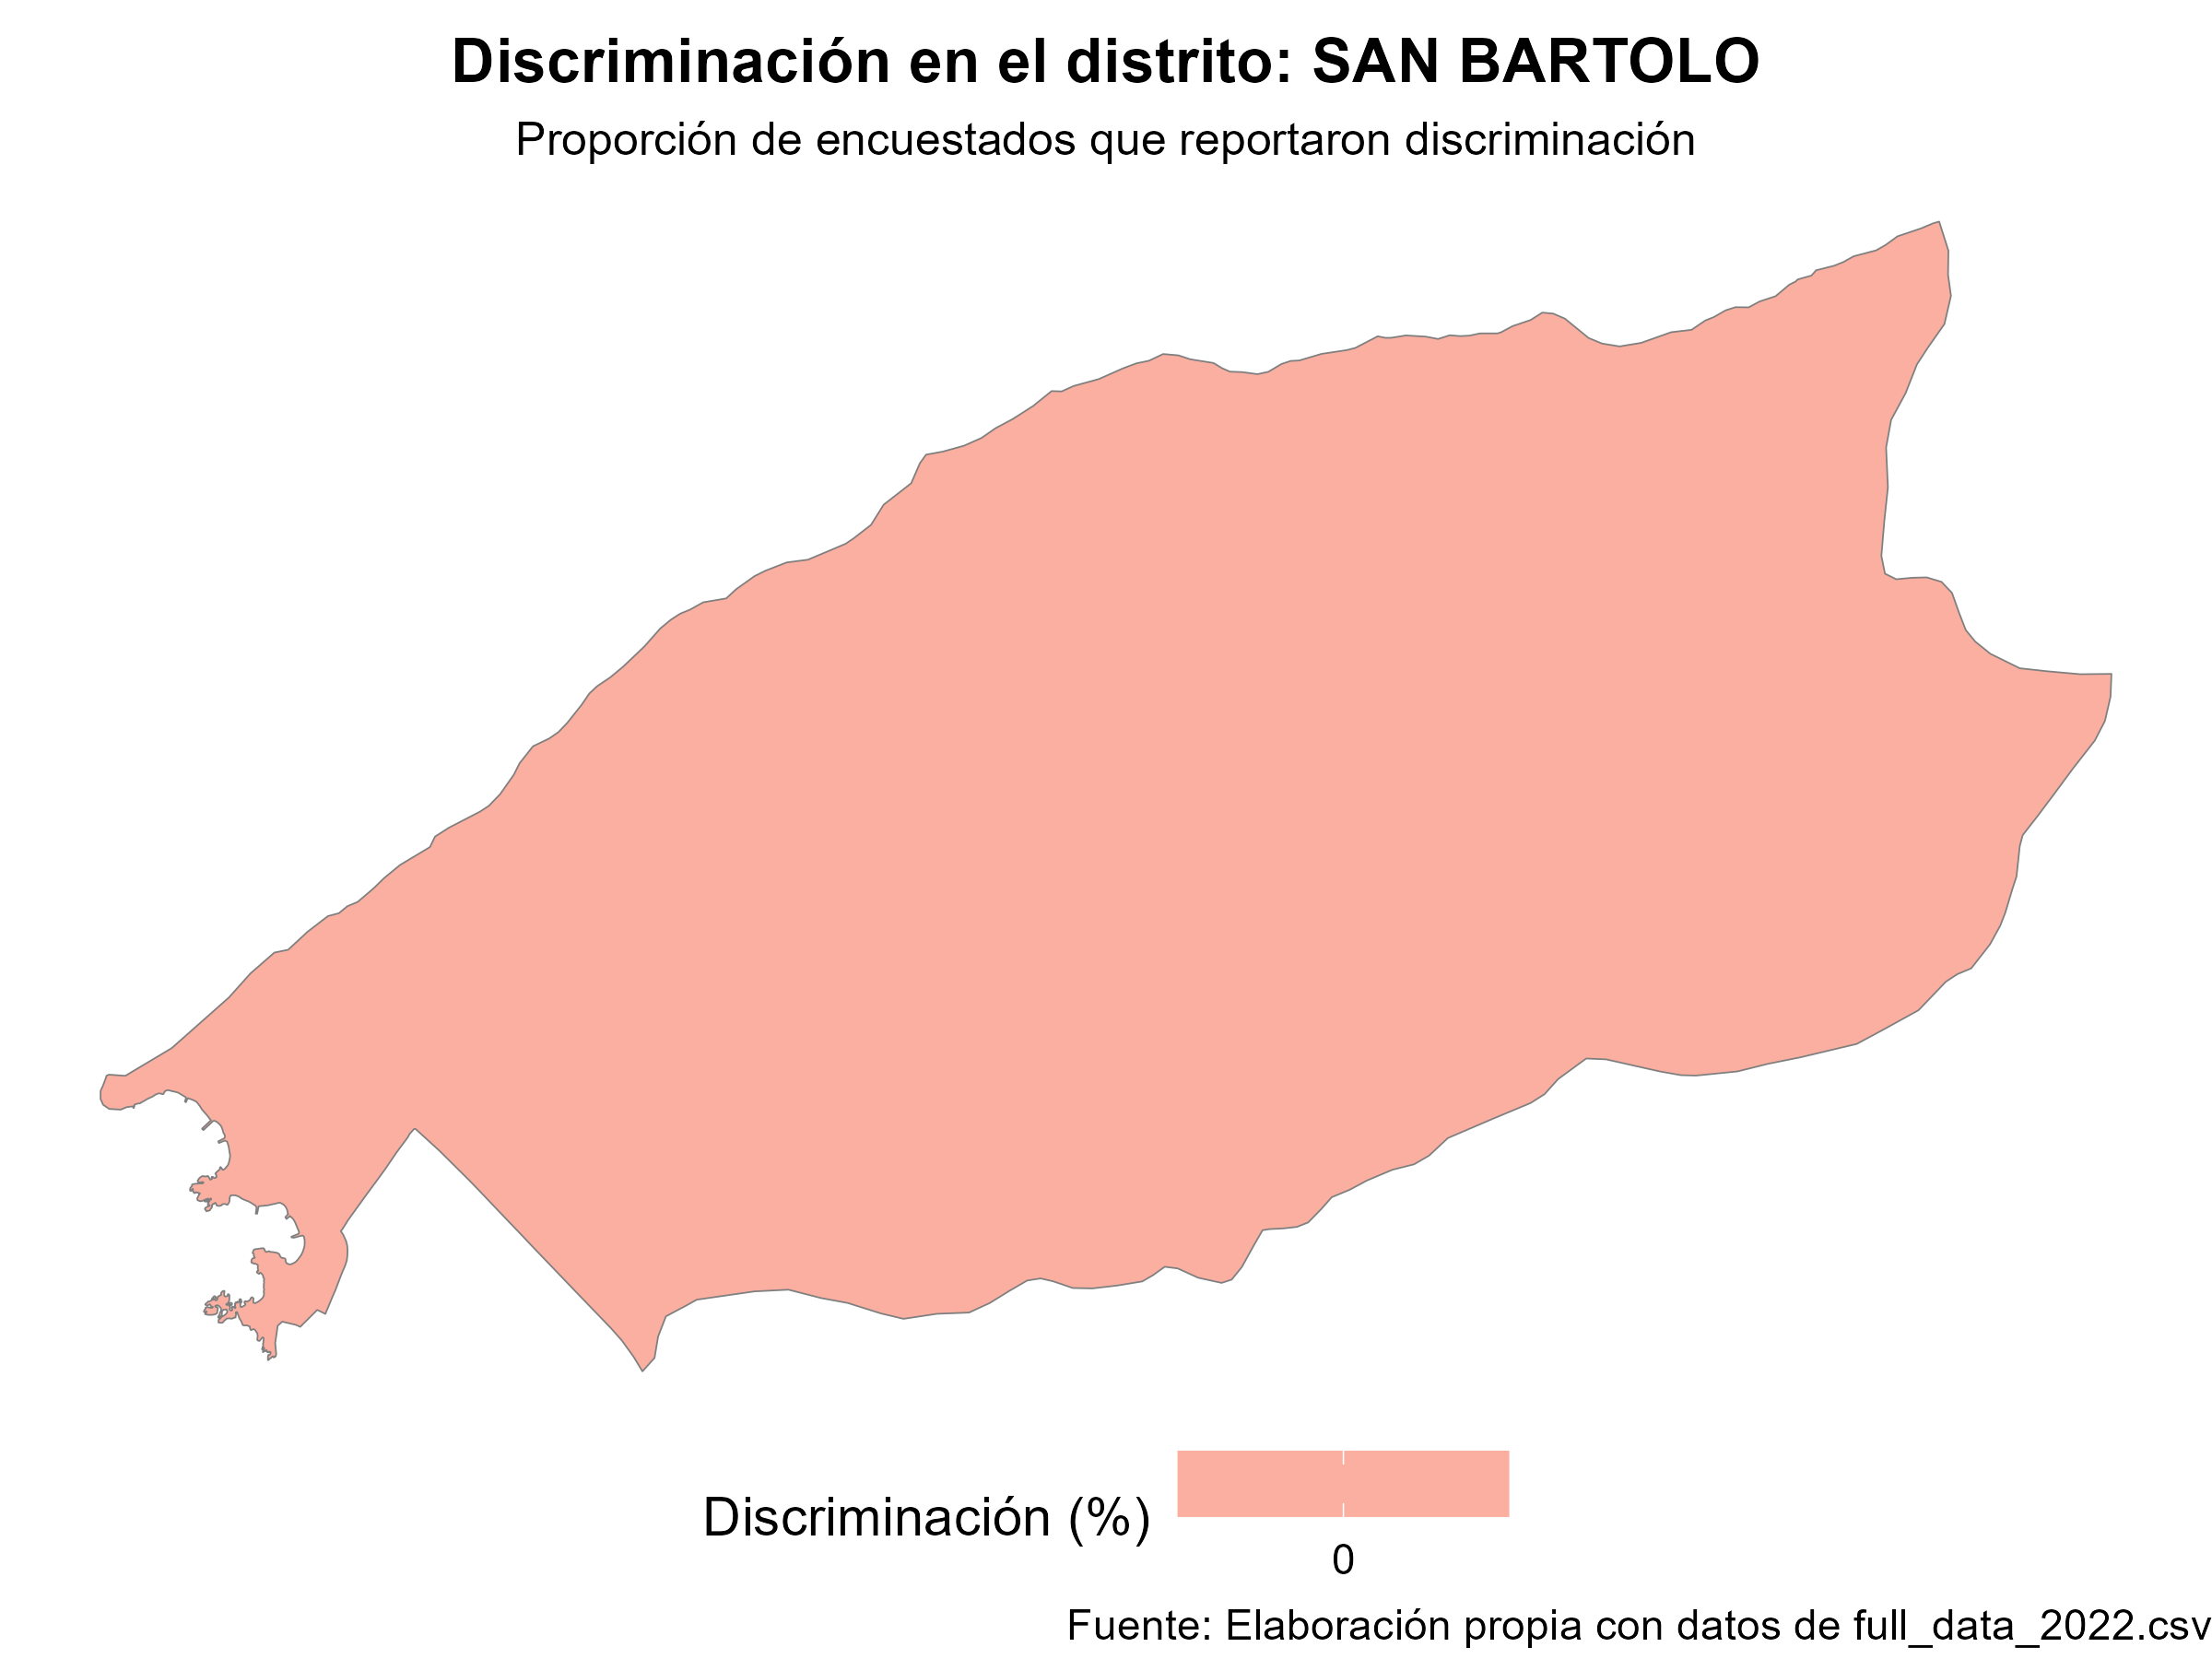 Discriminación en el distrito: SAN BARTOLO
Proporción de encuestados que reportaron discriminación
Discriminación (%)
0
Fuente: Elaboración propia con datos de full_data_2022.csv